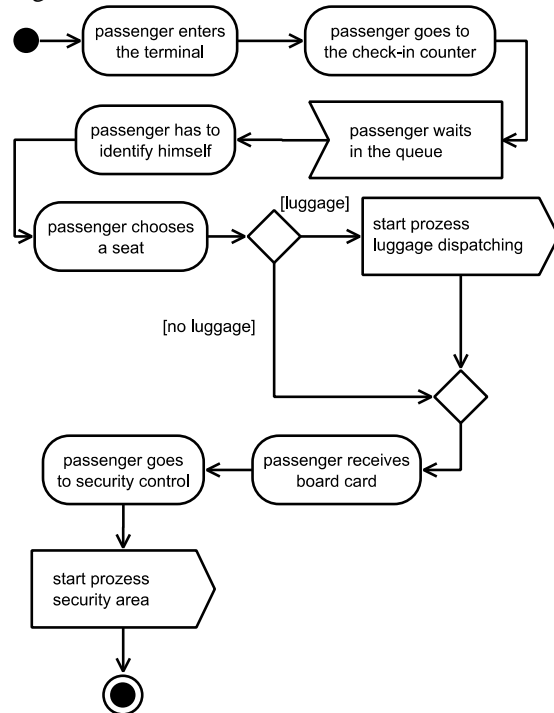 passenger enters
the terminal
passenger goes to
the check-in counter
passenger has to
identify himself
passenger waits
in the queue
passenger chooses
a seat
[luggage]
start prozess
luggage dispatching
[no luggage]
passenger goes
to security control
passenger receives
board card
start prozess
security area